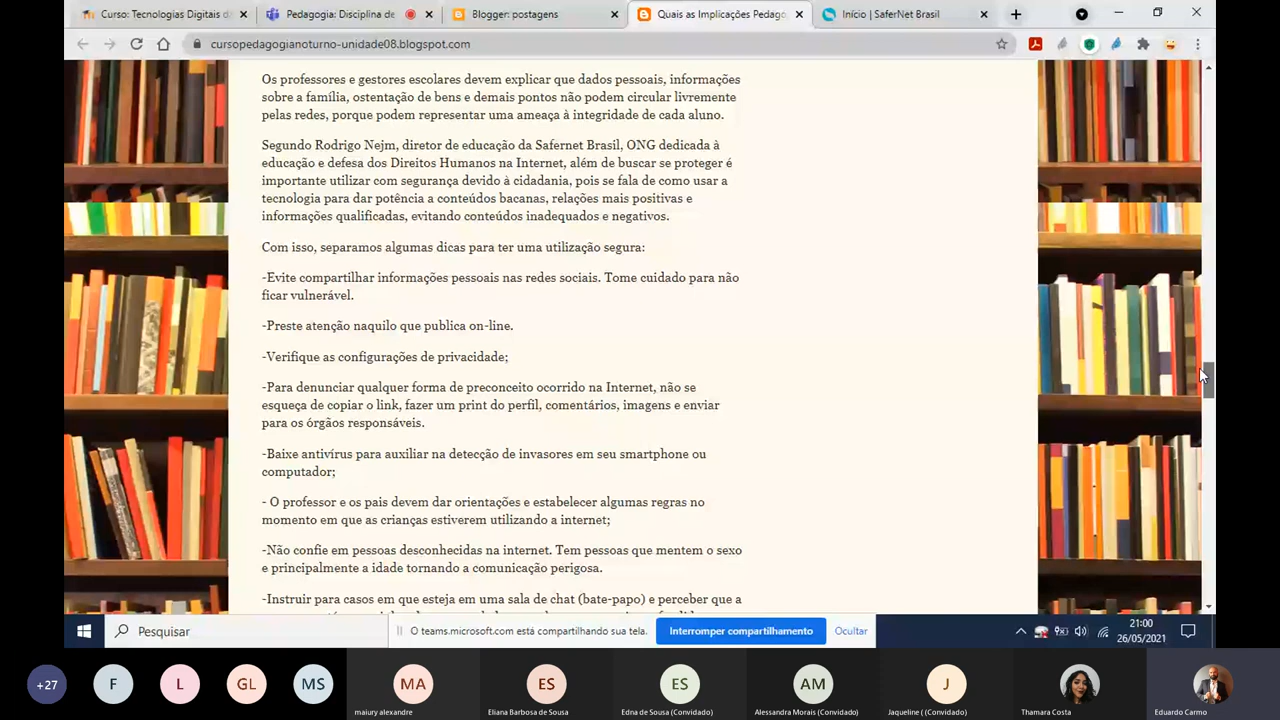 Curso: Tecnologias Digitais da
Pedagogia: Disciplina de
Blogger: postagens
Quais as Implicações Pedago
Início | SaferNet Brasil
cursopedagogianoturno-unidade08.blogspot.com
Os professores e gestores escolares devem explicar que dados pessoais, informações
sobre a família, ostentação de bens e demais pontos não podem circular livremente
pelas redes, porque podem representar uma ameaça à integridade de cada aluno.
Segundo Rodrigo Nejm, diretor de educação da Safernet Brasil, ONG dedicada à
educação e defesa dos Direitos Humanos na Internet, além de buscar se proteger é
importante utilizar com segurança devido à cidadania, pois se fala de como usar a
tecnologia para dar potência a conteúdos bacanas, relações mais positivas e
informações qualificadas, evitando conteúdos inadequados e negativos.
Com isso, separamos algumas dicas para ter uma utilização segura:
-Evite compartilhar informações pessoais nas redes sociais. Tome cuidado para não
ficar vulnerável.
-Preste atenção naquilo que publica on-line.
-Verifique as configurações de privacidade;
-Para denunciar qualquer forma de preconceito ocorrido na Internet, não se
esqueça de copiar o link, fazer um print do perfil, comentários, imagens e enviar
para os órgãos responsáveis.
-Baixe antivírus para auxiliar na detecção de invasores em seu smartphone ou
computador;
- O professor e os pais devem dar orientações e estabelecer algumas regras no
momento em que as crianças estiverem utilizando a internet;
-Não confie em pessoas desconhecidas na internet. Tem pessoas que mentem o sexo
e principalmente a idade tornando a comunicação perigosa.
-Instruir para casos em que esteja em uma sala de chat (bate-papo) e perceber que a
Pesquisar
O teams.microsoft.com está compartilhando sua tela.
Interromper compartilhamento
Ocultar
21:00
26/05/2021
+27
F
L
GL
MS
MA
ES
ES
AM
J
maiury alexandre
Eliana Barbosa de Sousa
Edna de Sousa (Convidado)
Alessandra Morais (Convidado)
Jaqueline ( (Convidado)
Thamara Costa
Eduardo Carmo